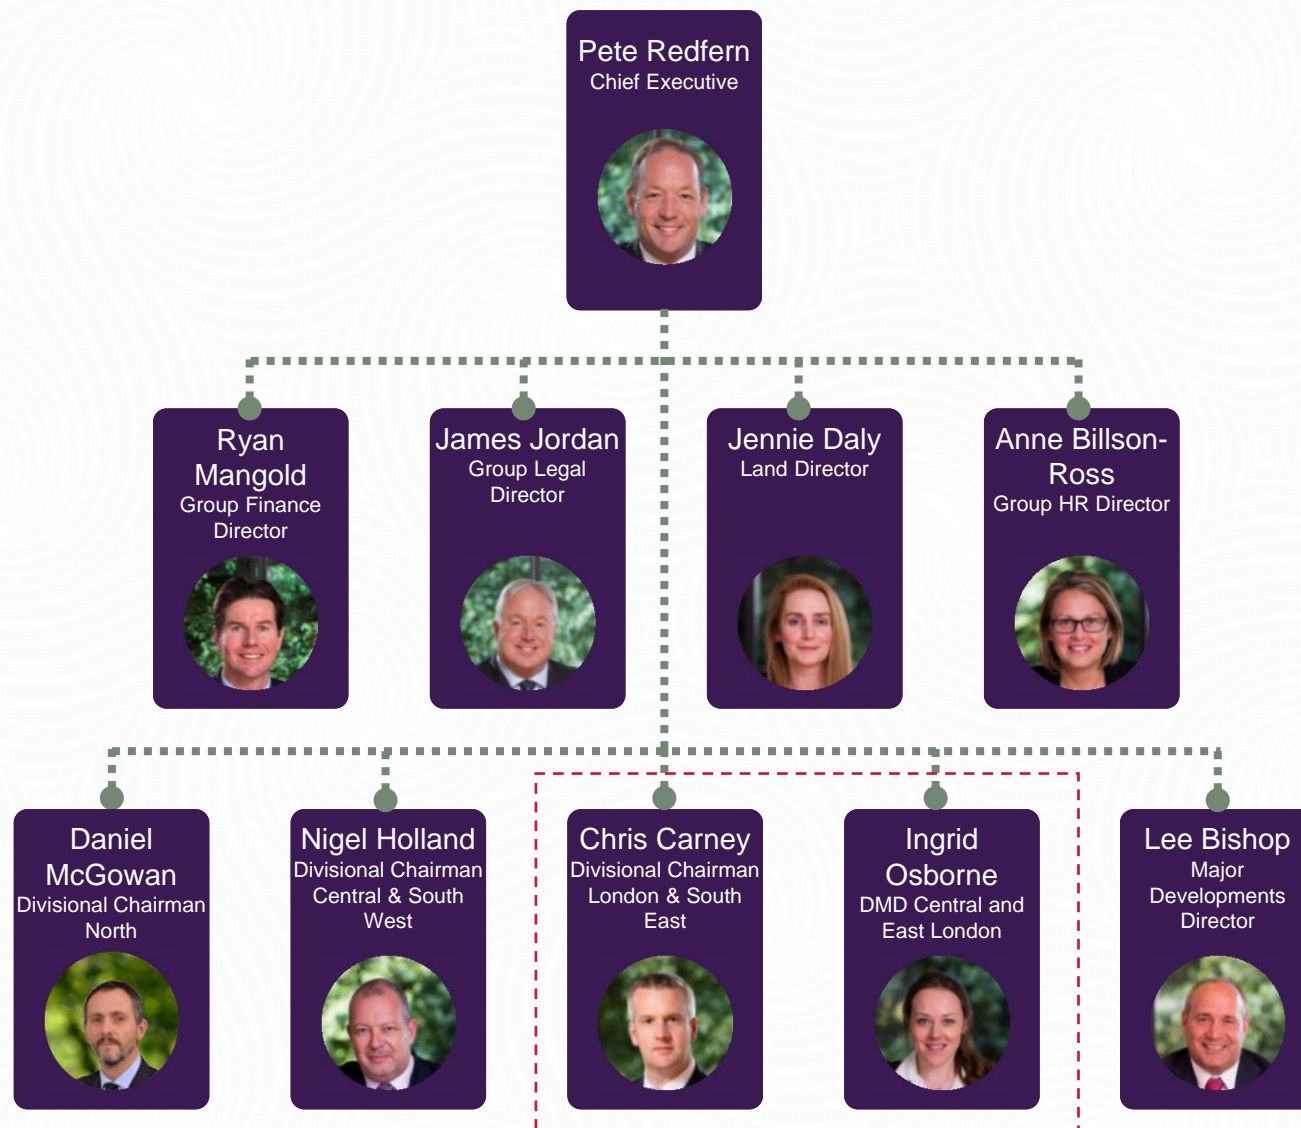 Pete Redfern
Chief Executive
Ryan
Mangold
Group Finance
Director
James Jordan
Group Legal
Director
Jennie Daly
Land Director
Anne Billson-
Ross
Group HR Director
Daniel
McGowan
Divisional Chairman
North
Nigel Holland
Divisional Chairman
Central & South
West
Chris Carney
Divisional Chairman
London & South
East
Ingrid
Osborne
DMD Central and
East London
Lee Bishop
Major
Developments
Director